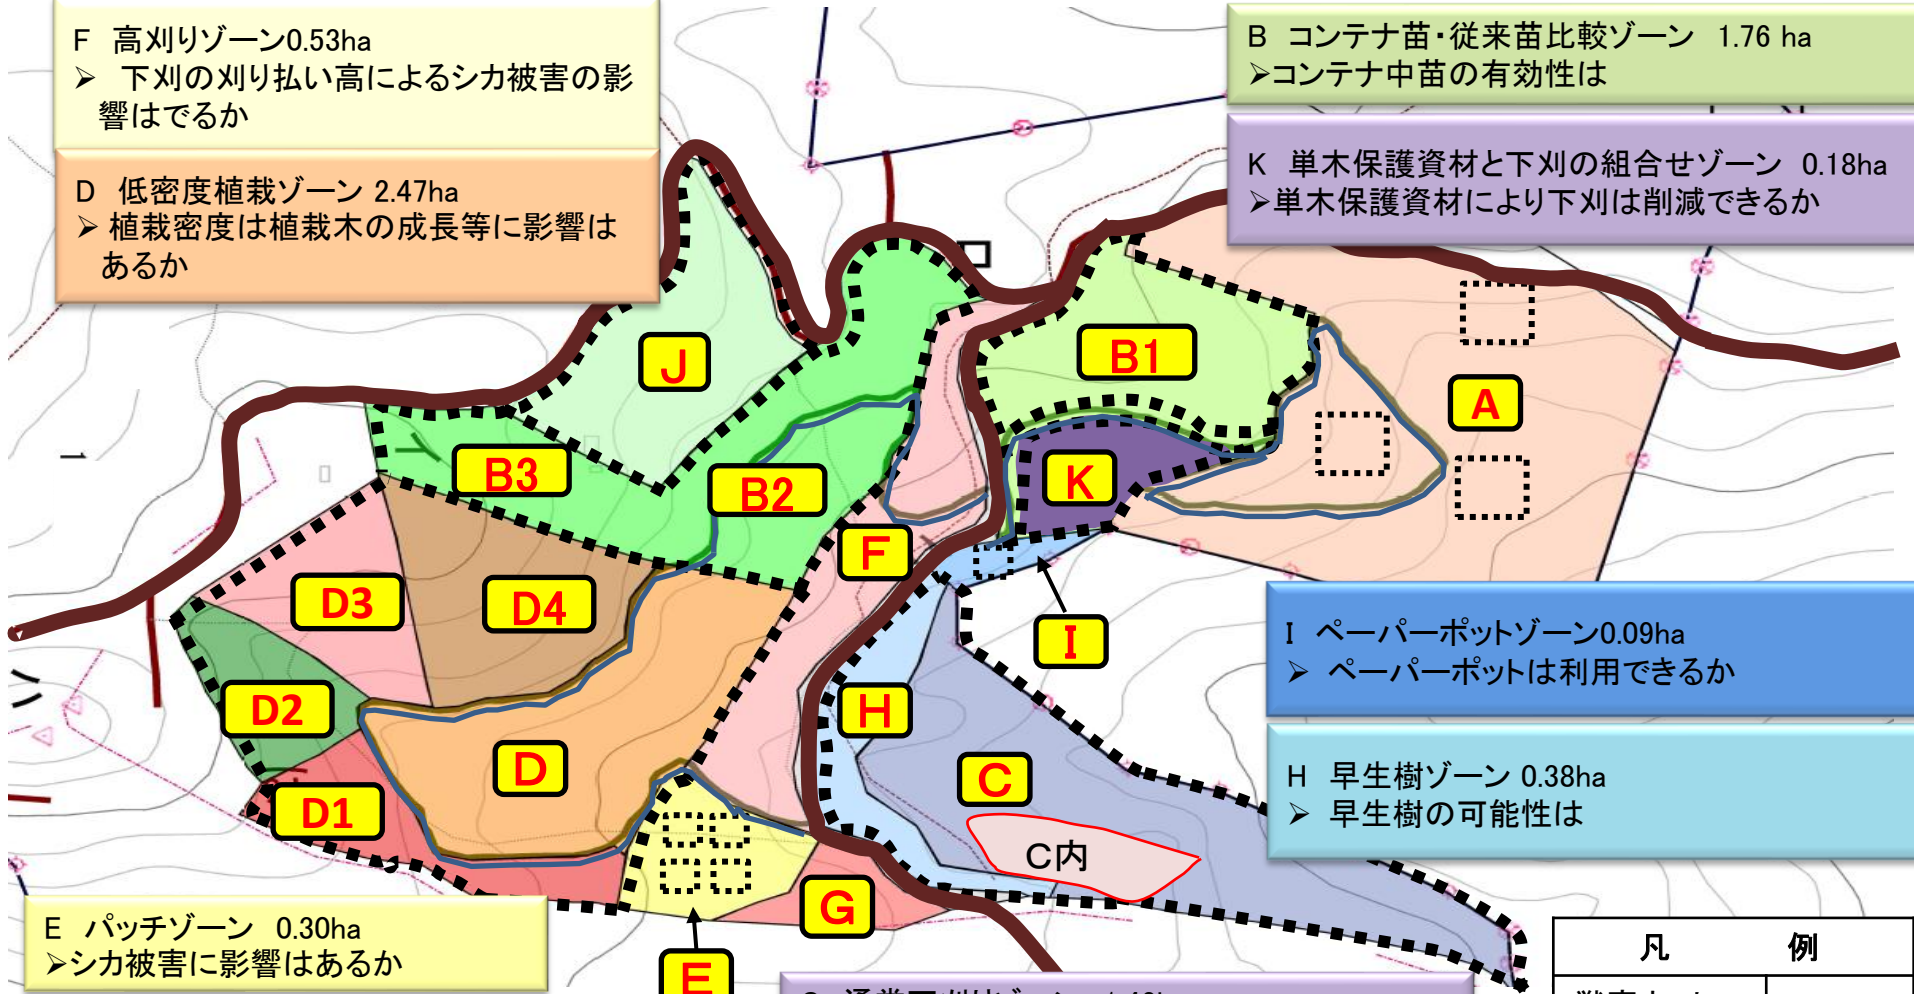 F 高刈りゾーン0.53ha
➢ 下刈の刈り払い高によるシカ被害の影
響はでるか
D 低密度植栽ゾーン 2.47ha
➢ 植栽密度は植栽木の成長等に影響は
あるか
B コンテナ苗・従来苗比較ゾーン 1.76 ha
➢コンテナ中苗の有効性は
K 単木保護資材と下刈の組合せゾーン 0.18ha
➢単木保護資材により下刈は削減できるか
J
B1
A
B3
B2
K
F
D3
D4
I
D2
H
D
C
D1
C内
G
E
I ペーパーポットゾーン0.09ha
➢ ペーパーポットは利用できるか
H 早生樹ゾーン 0.38ha
➢ 早生樹の可能性は
E パッチゾーン 0.30ha
➢シカ被害に影響はあるか
凡 例